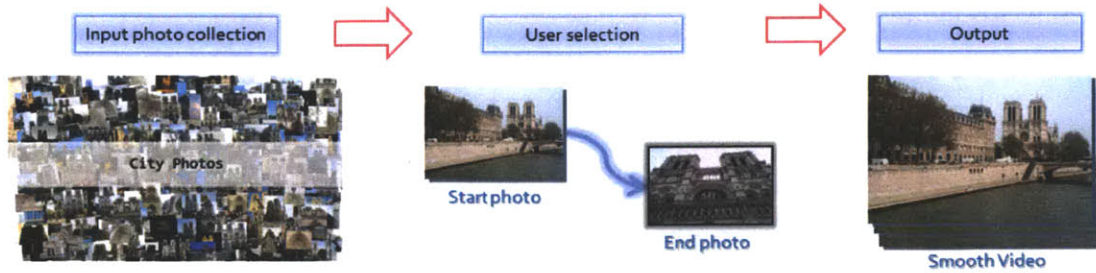 Input photo collection
User selection
Output
City Photos
Start photo
End photo
Smooth Video